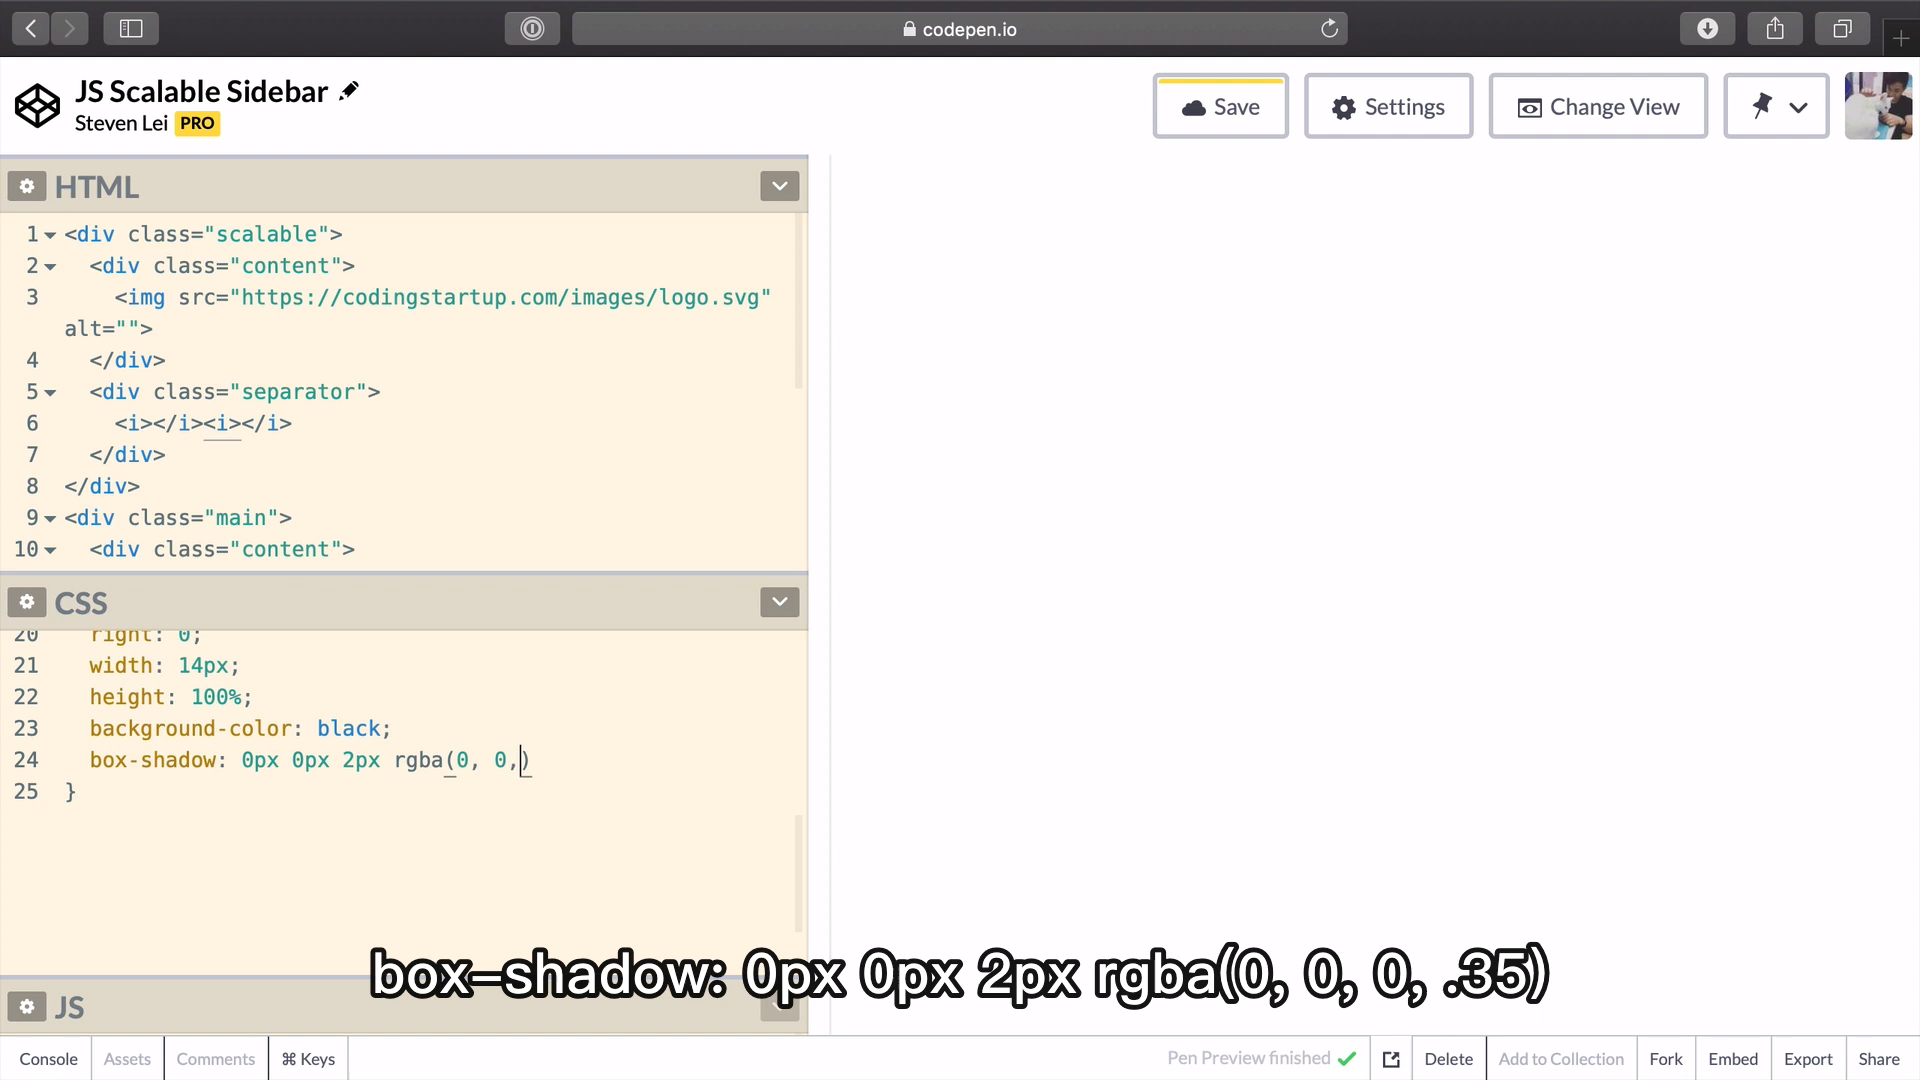 codepen.io
JS Scalable Sidebar
Steven Lei PRO
Save
Settings
Change View
HTML
1 <div class="scalable">
2 <div class="content">
3 <img src="https://codingstartup.com/images/logo.svg"
alt="">
4 </div>
5 <div class="separator">
6 <i></i><i></i>
7 </div>
8 </div>
9 <div class="main">
10 <div class="content">
CSS
20 right: 0;
21 width: 14px;
22 height: 100%;
23 background-color: black;
24 box-shadow: 0px 0px 2px rgba(0, 0,)
25 }
box-shadow: 0px 0px 2px rgba(0, 0, 0, .35)
JS
Console
Assets
Comments
⌘ Keys
Pen Preview finished
Delete
Add to Collection
Fork
Embed
Export
Share